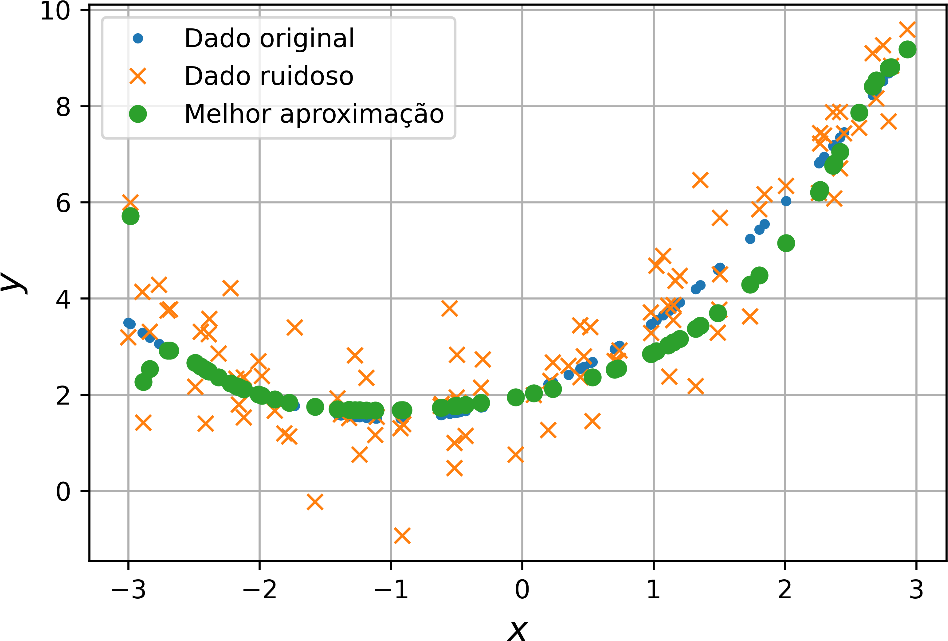 10
8
6
4
2
0
y
Dado original
Dado ruidoso
Melhor aproximação
−3 −2 −1 0 1 2 3
x